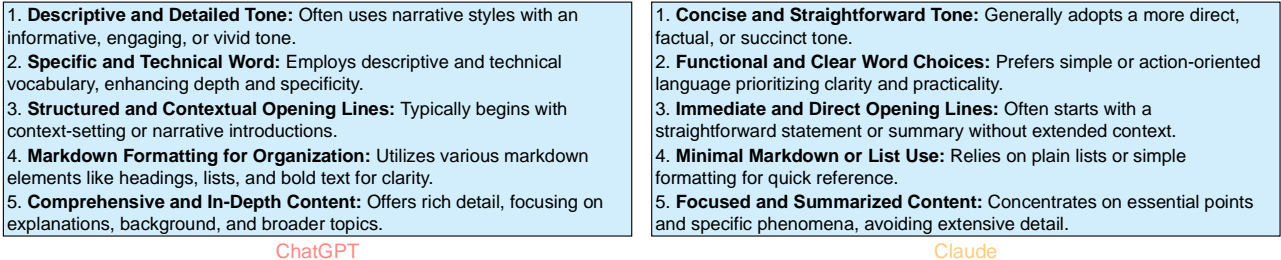 1. Descriptive and Detailed Tone: Often uses narrative styles with an
informative, engaging, or vivid tone.
2. Specific and Technical Word: Employs descriptive and technical
vocabulary, enhancing depth and specificity.
3. Structured and Contextual Opening Lines: Typically begins with
context-setting or narrative introductions.
4. Markdown Formatting for Organization: Utilizes various markdown
elements like headings, lists, and bold text for clarity.
5. Comprehensive and In-Depth Content: Offers rich detail, focusing on
explanations, background, and broader topics.
ChatGPT
1. Concise and Straightforward Tone: Generally adopts a more direct,
factual, or succinct tone.
2. Functional and Clear Word Choices: Prefers simple or action-oriented
language prioritizing clarity and practicality.
3. Immediate and Direct Opening Lines: Often starts with a
straightforward statement or summary without extended context.
4. Minimal Markdown or List Use: Relies on plain lists or simple
formatting for quick reference.
5. Focused and Summarized Content: Concentrates on essential points
and specific phenomena, avoiding extensive detail.
Claude